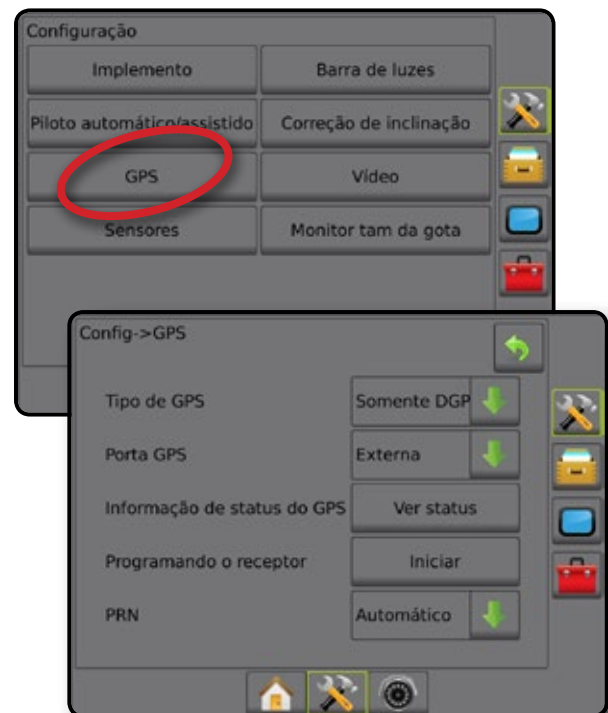 Configuração
Implemento
Barra de luzes
Piloto automático/assistido
Correção de inclinação
GPS
Vídeo
Sensores
Monitor tam da gota
Config->GPS
Tipo de GPS
Somente DGP
Porta GPS
Externa
Informação de status do GPS
Ver status
Programando o receptor
Iniciar
PRN
Automático